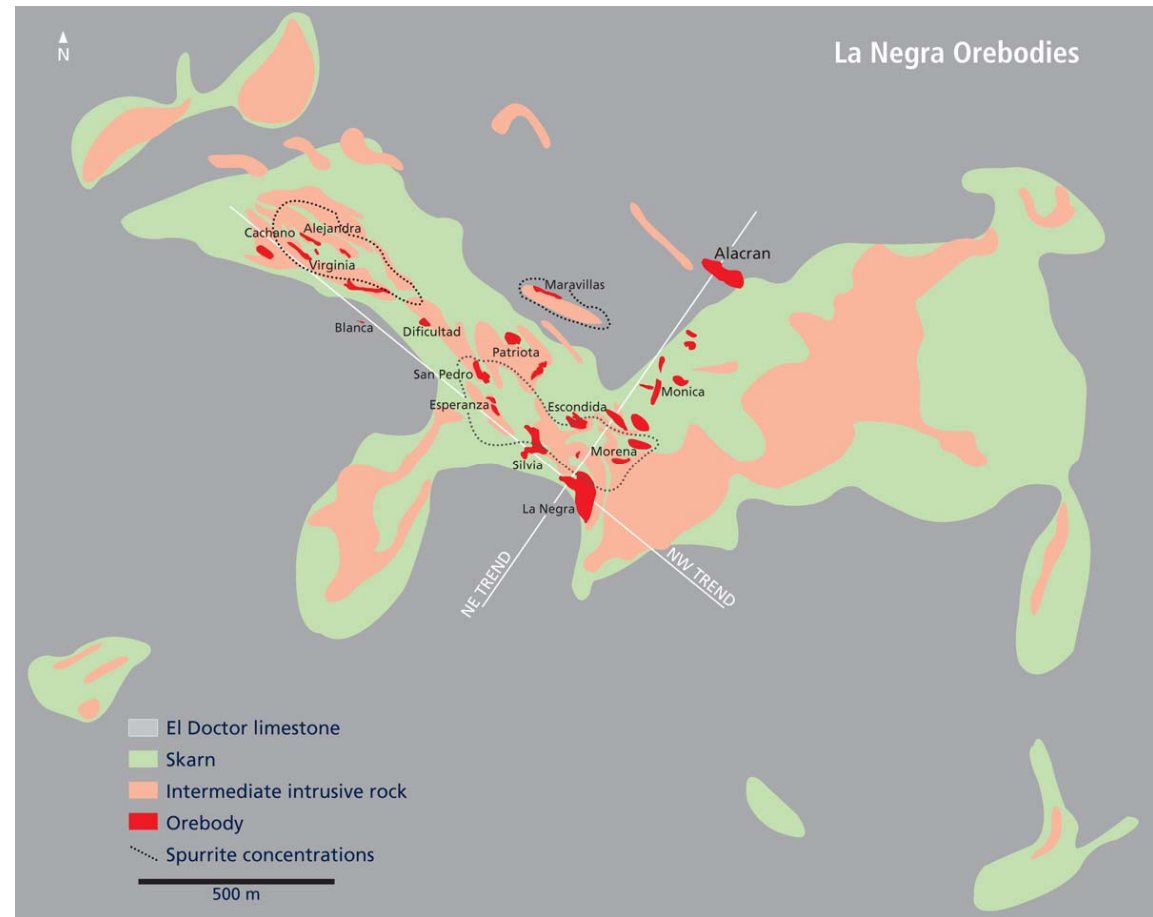 N
La Negra Orebodies
Cachano
Alejandra
Virginia
Alacran
Maravillas
Blanca
Dificultad
Patriota
San Pedro
Monica
Esperanza
Escondida
Morena
Silvia
La Negra
NE TREND
NW TREND
El Doctor limestone
Skarn
Intermediate intrusive rock
Orebody
Spurrite concentrations
500 m